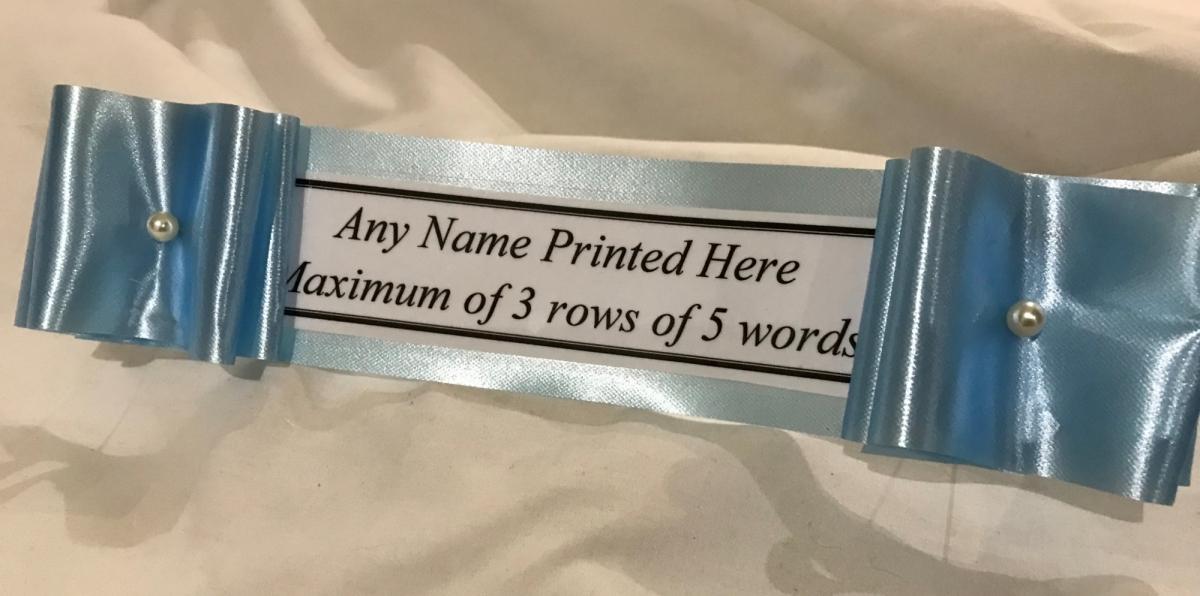 Any Name Printed Here
Maximum of 3 rows of 5 words